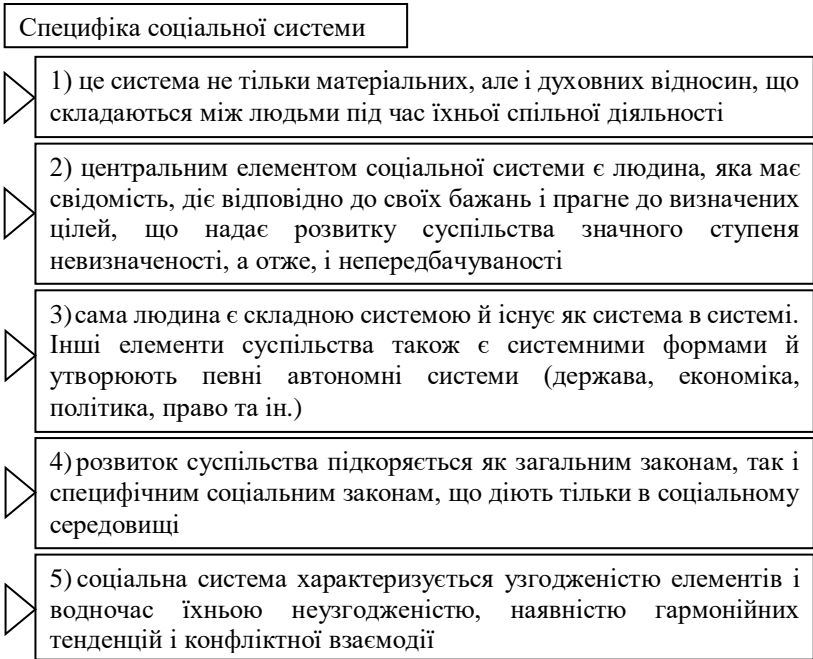 Специфіка соціальної системи
1) це система не тільки матеріальних, але і духовних відносин, що
складаються між людьми під час їхньої спільної діяльності
2) центральним елементом соціальної системи є людина, яка має
свідомість, діє відповідно до своїх бажань і прагне до визначених
цілей, що надає розвитку суспільства значного ступеня
невизначеності, а отже, і непередбачуваності
3) сама людина є складною системою й існує як система в системі.
Інші елементи суспільства також є системними формами й
утворюють певні автономні системи (держава, економіка,
політика, право та ін.)
4) розвиток суспільства підкоряється як загальним законам, так і
специфічним соціальним законам, що діють тільки в соціальному
середовищі
5) соціальна система характеризується узгодженістю елементів і
водночас їхньою неузгодженістю, наявністю гармонійних
тенденцій і конфліктної взаємодії